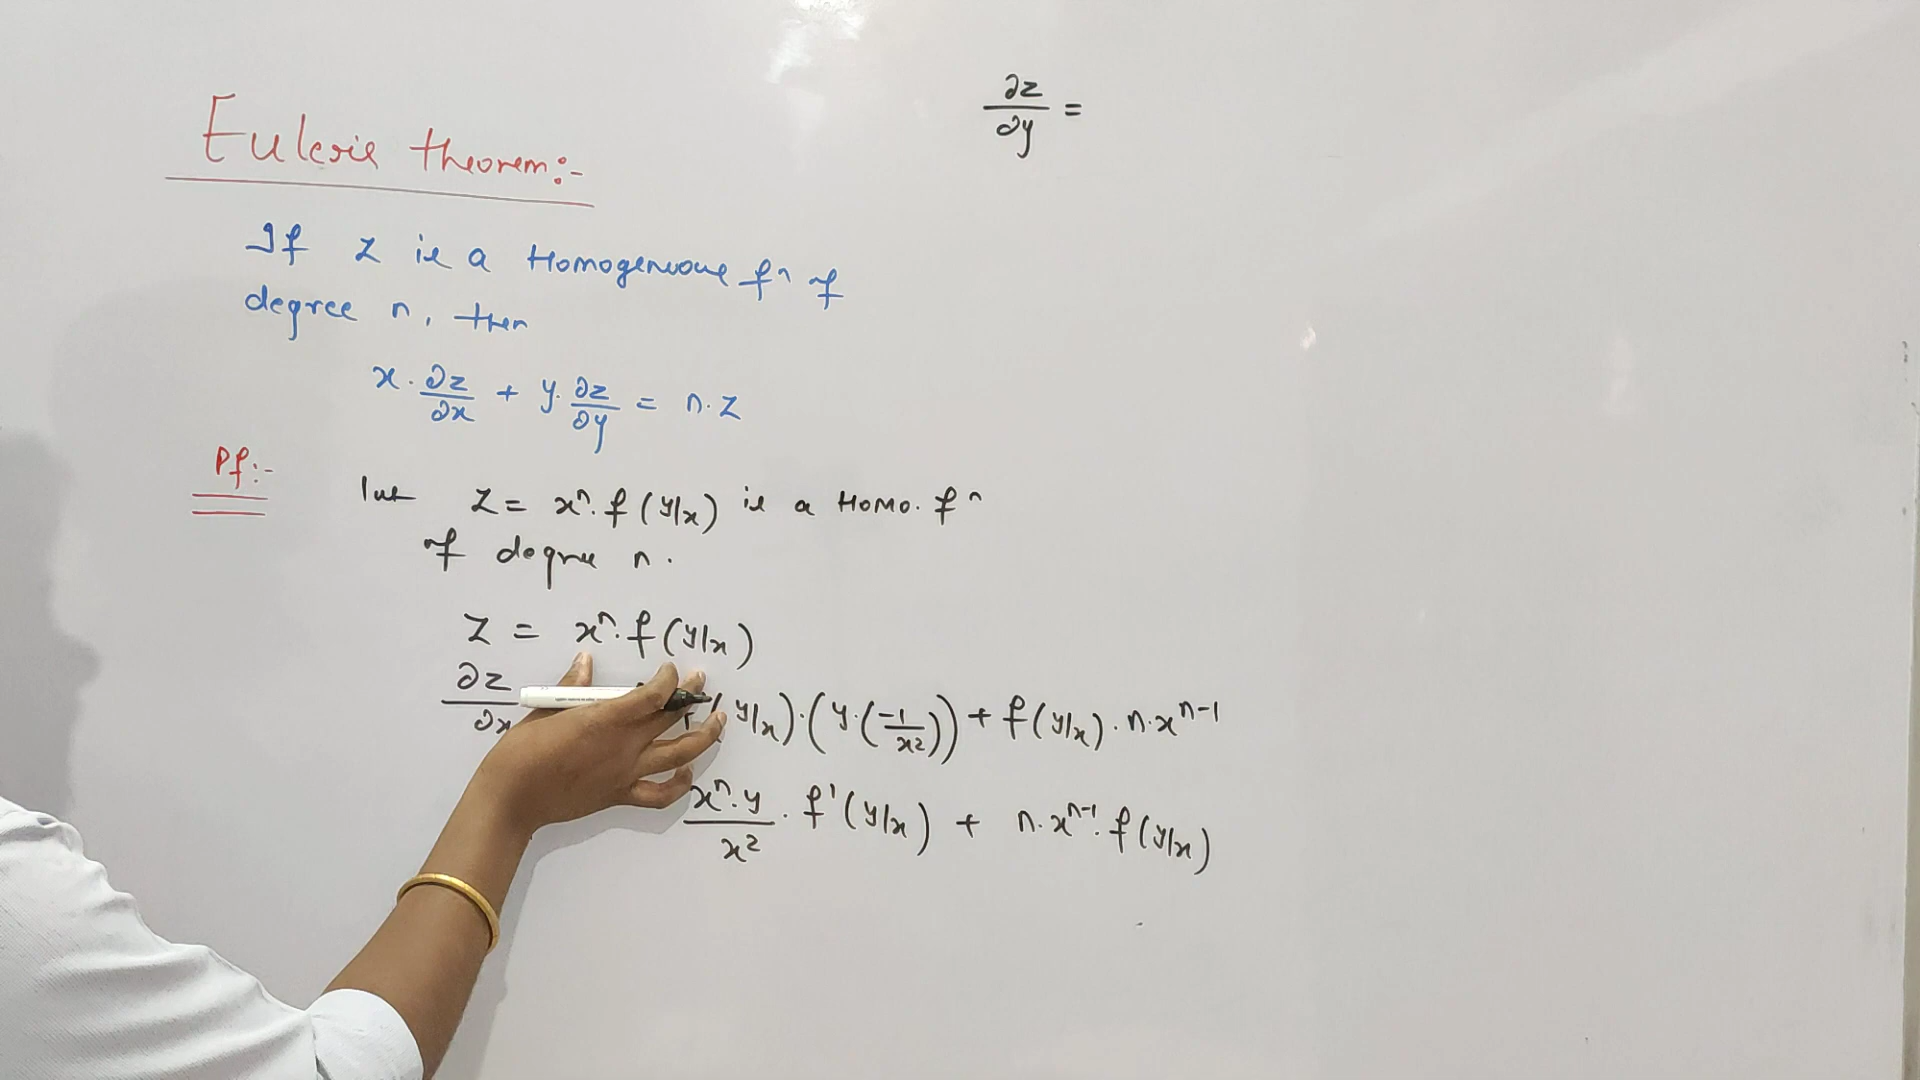 Euler's theorem:-
If z is a Homogeneous fⁿ of
degree n, then
x·∂z/∂x + y·∂z/∂y = n·z
Pf:-
let z = xⁿ·f(y/x) is a Homo. fⁿ
of degree n.
z = xⁿ·f(y/x)
∂z/∂x (y/x)·(y·(-1/x²)) + f(y/x)·n·xⁿ⁻¹
xⁿ·y/x² · f'(y/x) + n·xⁿ⁻¹·f(y/x)
∂z/∂y =